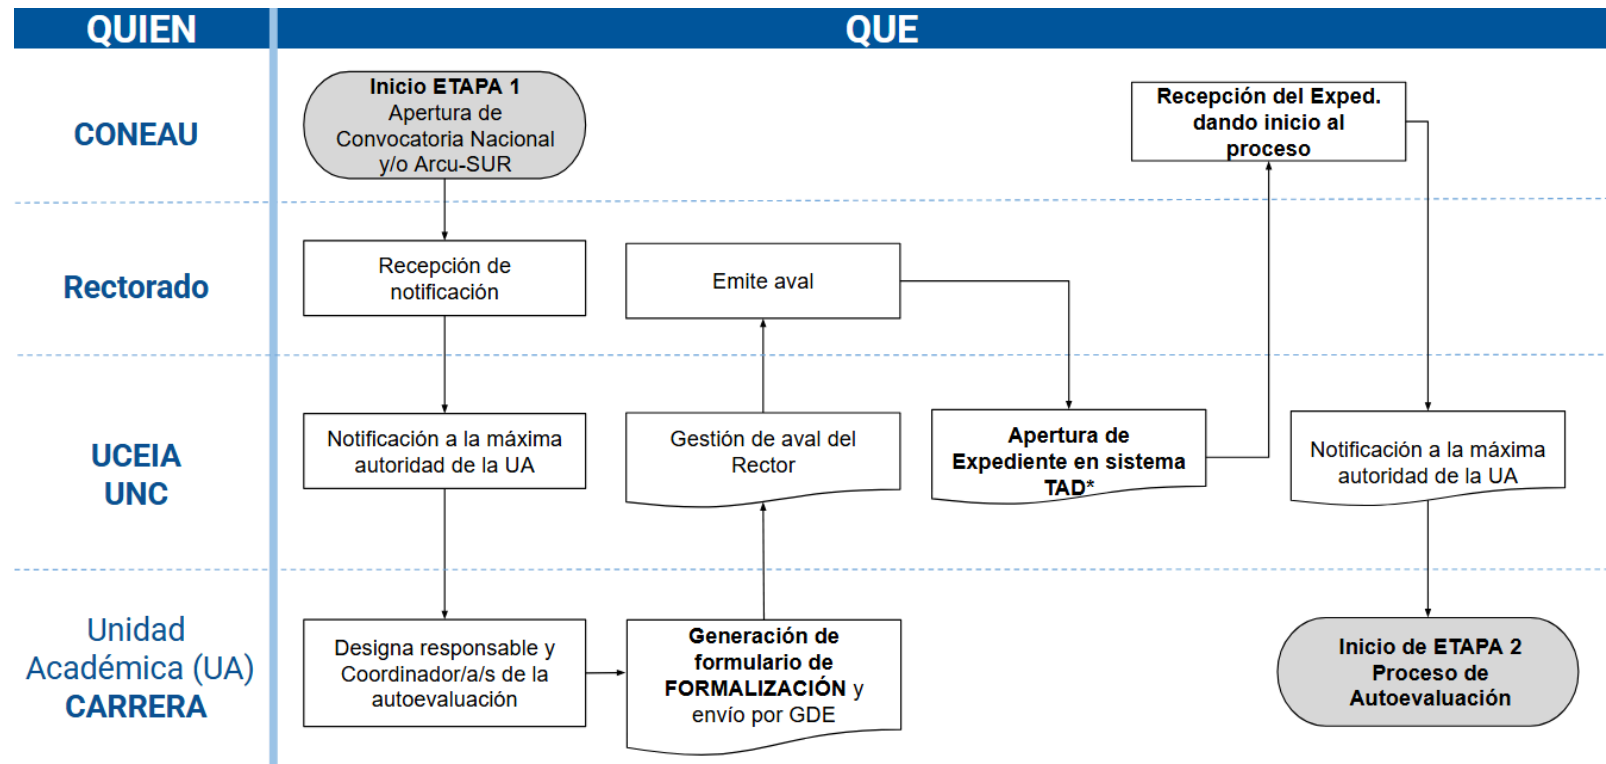 QUIEN
QUE
CONEAU
Inicio ETAPA 1
Apertura de
Convocatoria Nacional
y/o Arcu-SUR
Recepción del Exped.
dando inicio al
proceso
Rectorado
Recepción de
notificación
Emite aval
UCEIA
UNC
Notificación a la máxima
autoridad de la UA
Gestión de aval del
Rector
Apertura de
Expediente en sistema
TAD*
Notificación a la máxima
autoridad de la UA
Unidad
Académica (UA)
CARRERA
Designa responsable y
Coordinador/a/s de la
autoevaluación
Generación de
formulario de
FORMALIZACIÓN y
envío por GDE
Inicio de ETAPA 2
Proceso de
Autoevaluación